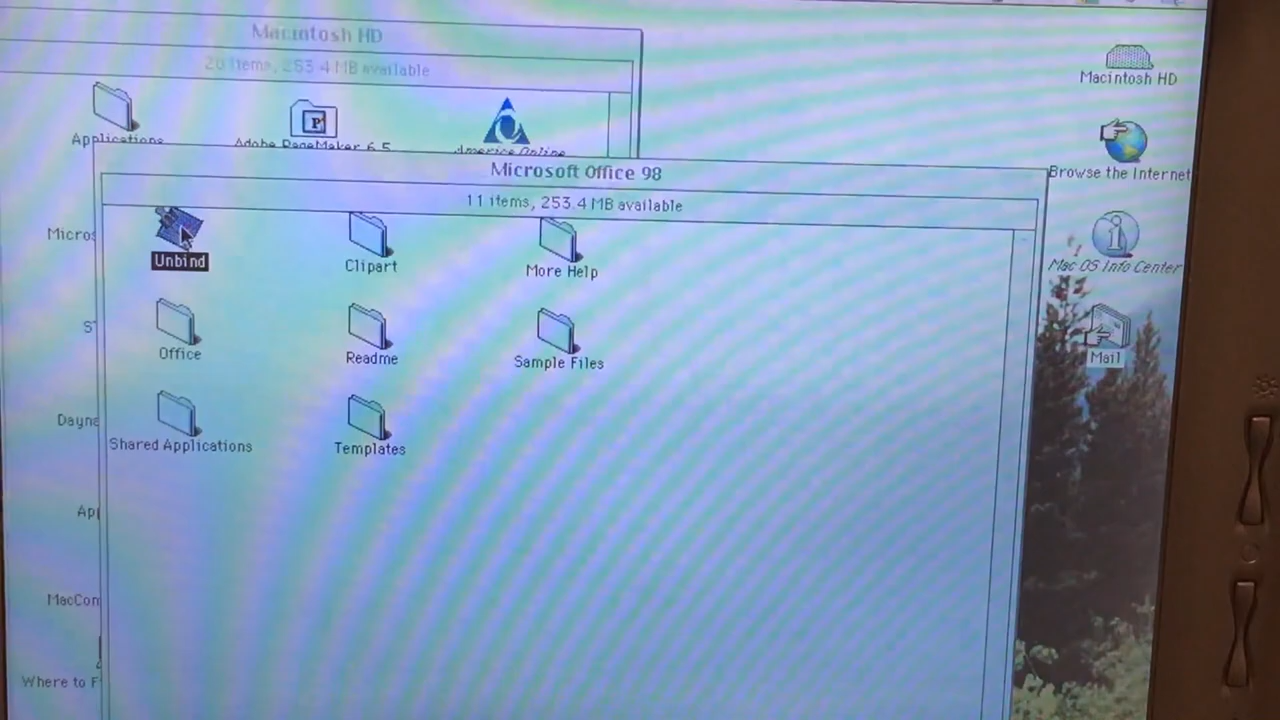 Macintosh HD
20 items, 253.4 MB available
Applications
Adobe PageMaker 6.5
America Online
Macintosh HD
Browse the Internet
Mac OS Info Center
Mail
Microsoft Office 98
11 items, 253.4 MB available
Unbind
Clipart
More Help
Office
Readme
Sample Files
Shared Applications
Templates
Micros
Dayna
MacCon
Where to F